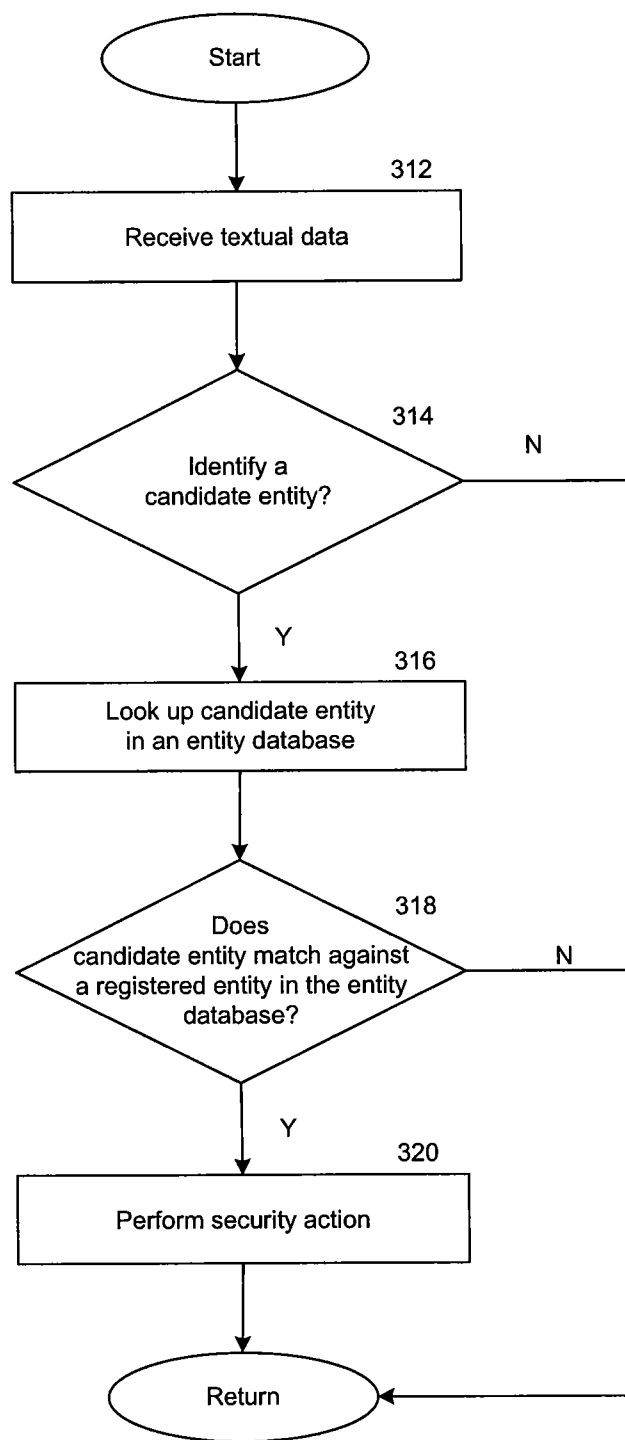 Start
312
Receive textual data
314
N
Identify a
candidate entity?
Y
316
Look up candidate entity
in an entity database
318
Does
candidate entity match against
a registered entity in the entity
database?
N
Y
320
Perform security action
Return